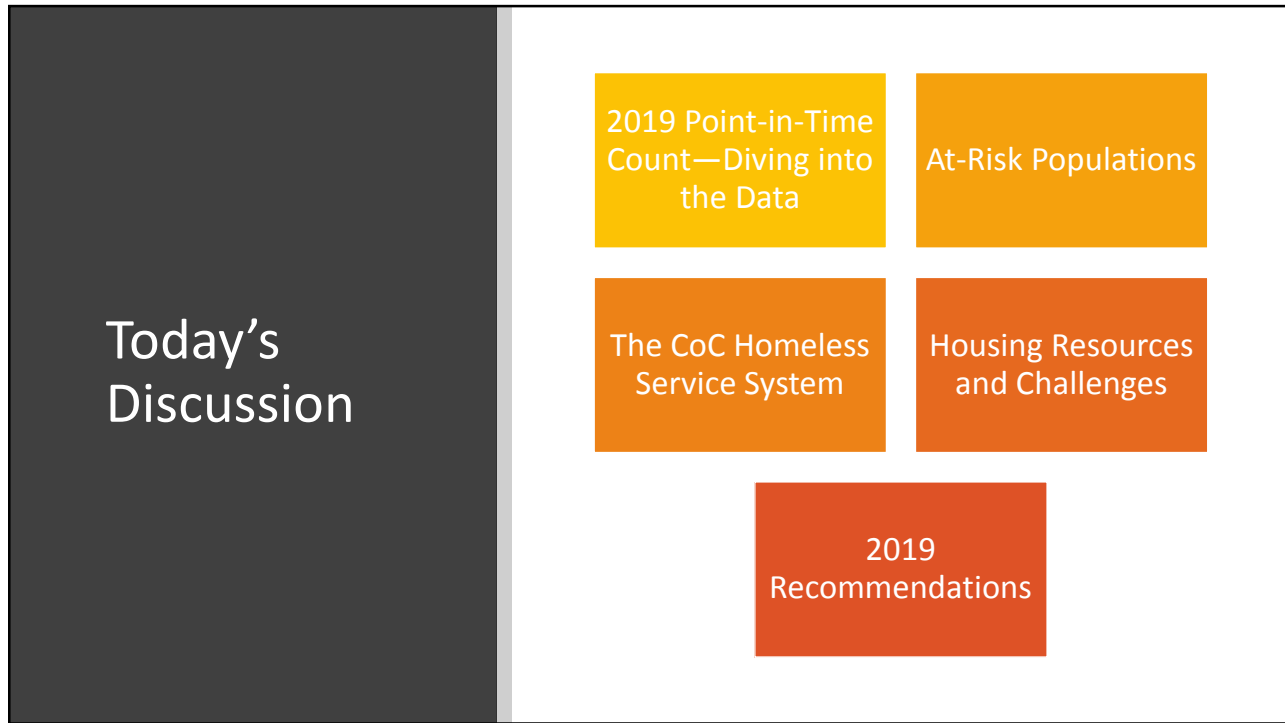 Today’s
Discussion
2019 Point-in-Time
Count—Diving into
the Data
At-Risk Populations
The CoC Homeless
Service System
Housing Resources
and Challenges
2019
Recommendations